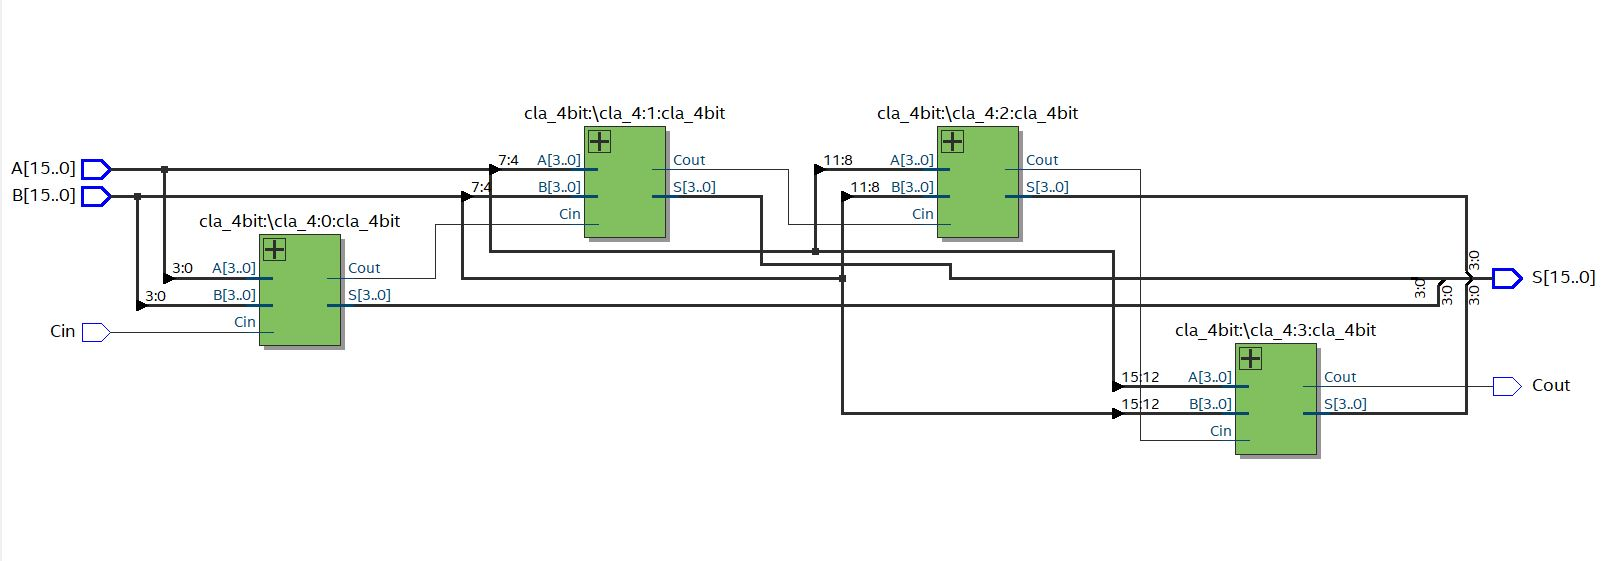 cla_4bit:\cla_4:1:cla_4bit
cla_4bit:\cla_4:2:cla_4bit
A[15..0]
7:4
A[3..0]
Cout
11:8
A[3..0]
Cout
B[15..0]
7:4
B[3..0]
S[3..0]
11:8
B[3..0]
S[3..0]
Cin
Cin
cla_4bit:\cla_4:0:cla_4bit
3:0
A[3..0]
Cout
3:0
S[15..0]
3:0
B[3..0]
S[3..0]
3:0
3:0
3:0
Cin
Cin
cla_4bit:\cla_4:3:cla_4bit
15:12
A[3..0]
Cout
Cout
15:12
B[3..0]
S[3..0]
Cin